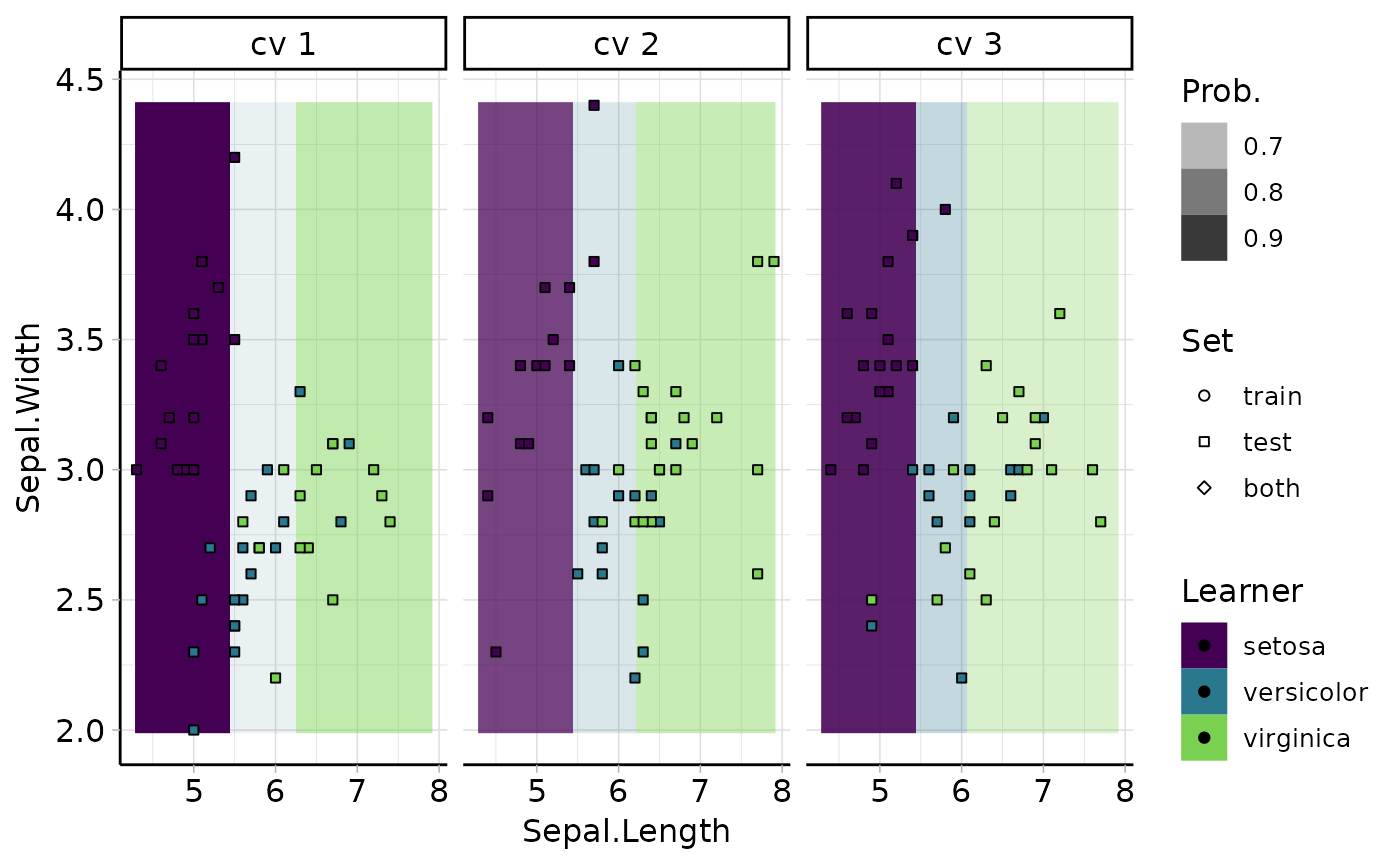 cv 1
cv 2
cv 3
4.5
4.0
3.5
3.0
2.5
2.0
Sepal.Width
5 6 7 8
5 6 7 8
5 6 7 8
Sepal.Length
Prob.
0.7
0.8
0.9
Set
train
test
both
Learner
setosa
versicolor
virginica